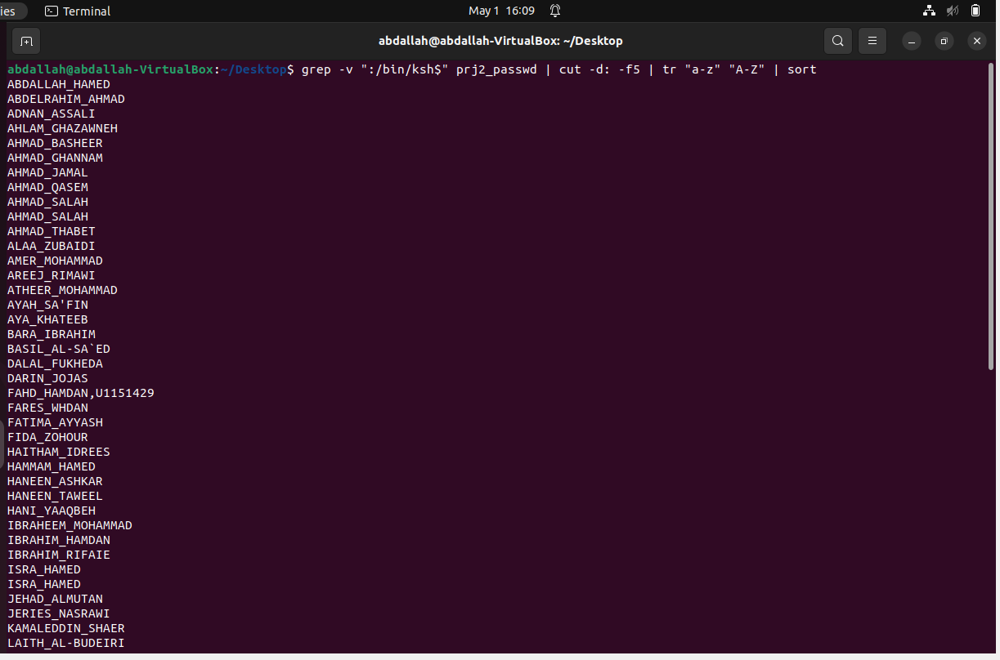 ies
Terminal
May 1 16:09
abdallah@abdallah-VirtualBox: ~/Desktop
abdallah@abdallah-VirtualBox:~/Desktop$ grep -v ":/bin/ksh$" prj2_passwd | cut -d: -f5 | tr "a-z" "A-Z" | sort
ABDALLAH_HAMED
ABDELRAHIM_AHMAD
ADNAN_ASSALI
AHLAM_GHAZAWNEH
AHMAD_BASHEER
AHMAD_GHANNAM
AHMAD_JAMAL
AHMAD_QASEM
AHMAD_SALAH
AHMAD_SALAH
AHMAD_THABET
ALAA_ZUBAIDI
AMER_MOHAMMAD
AREEJ_RIMAWI
ATHEER_MOHAMMAD
AYAH_SA'FIN
AYA_KHATEEB
BARA_IBRAHIM
BASIL_AL-SA`ED
DALAL_FUKHEDA
DARIN_JOJAS
FAHD_HAMDAN,U1151429
FARES_WHDAN
FATIMA_AYYASH
FIDA_ZOHOUR
HAITHAM_IDREES
HAMMAM_HAMED
HANEEN_ASHKAR
HANEEN_TAWEEL
HANI_YAAQBEH
IBRAHEEM_MOHAMMAD
IBRAHIM_HAMDAN
IBRAHIM_RIFAIE
ISRA_HAMED
ISRA_HAMED
JEHAD_ALMUTAN
JERIES_NASRAWI
KAMALEDDIN_SHAER
LAITH_AL-BUDEIRI